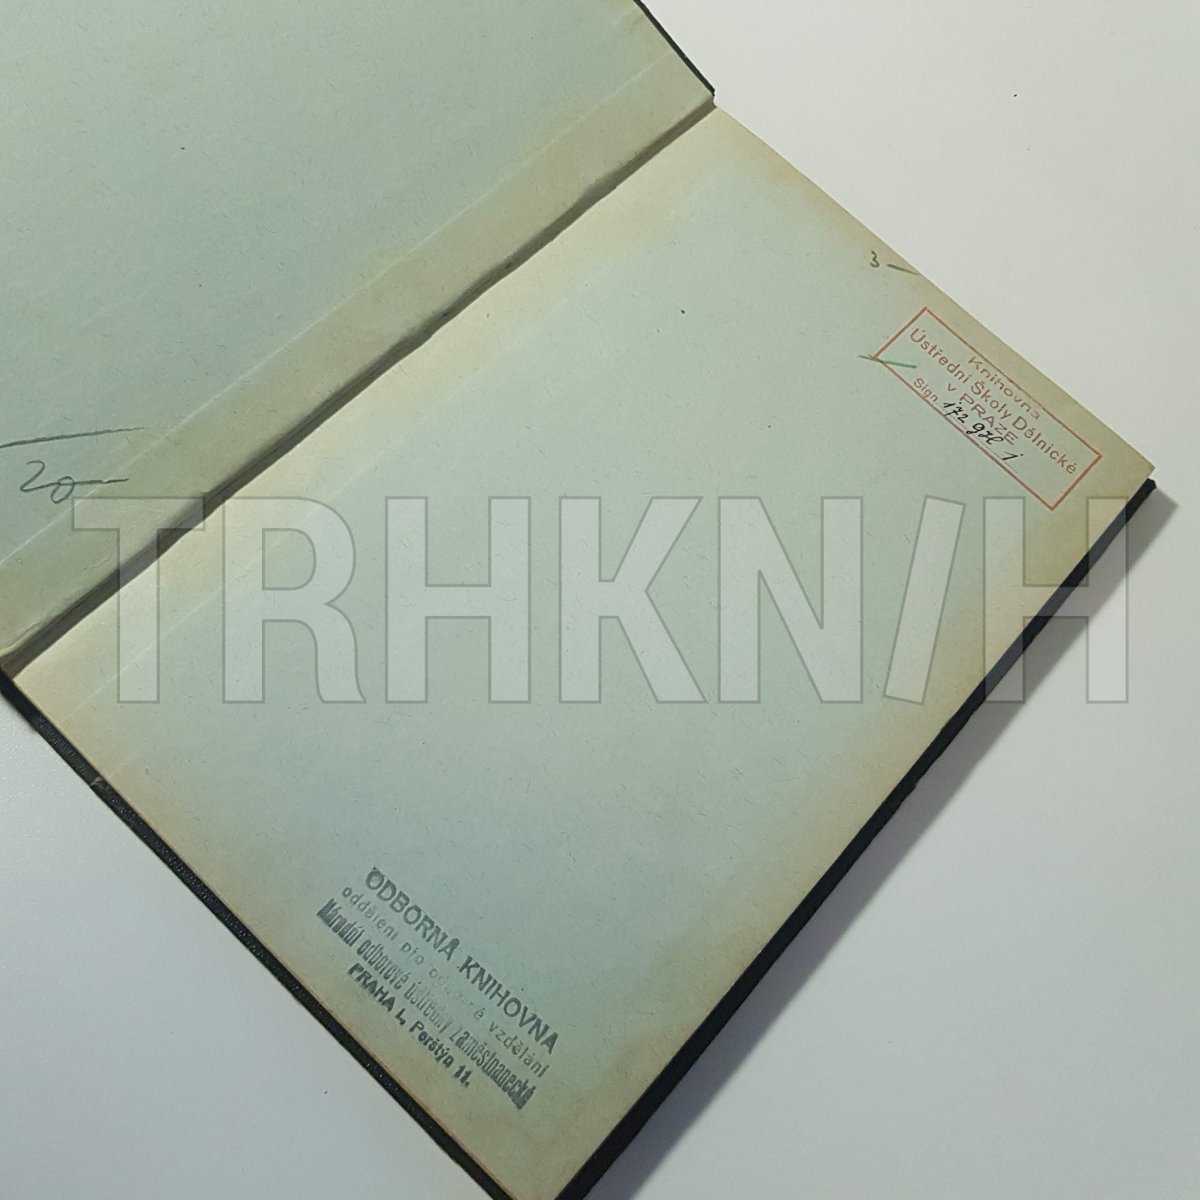 3
Knihovna
Ústřední Školy Dělnické
v PRAZE
Sign.
20
TRHKN/H
ODBORNÁ KNIHOVNA
oddělení pro odborné vzdělání
Národní odborové ústředny zaměstnanecké
PRAHA I., Perštýn 11.